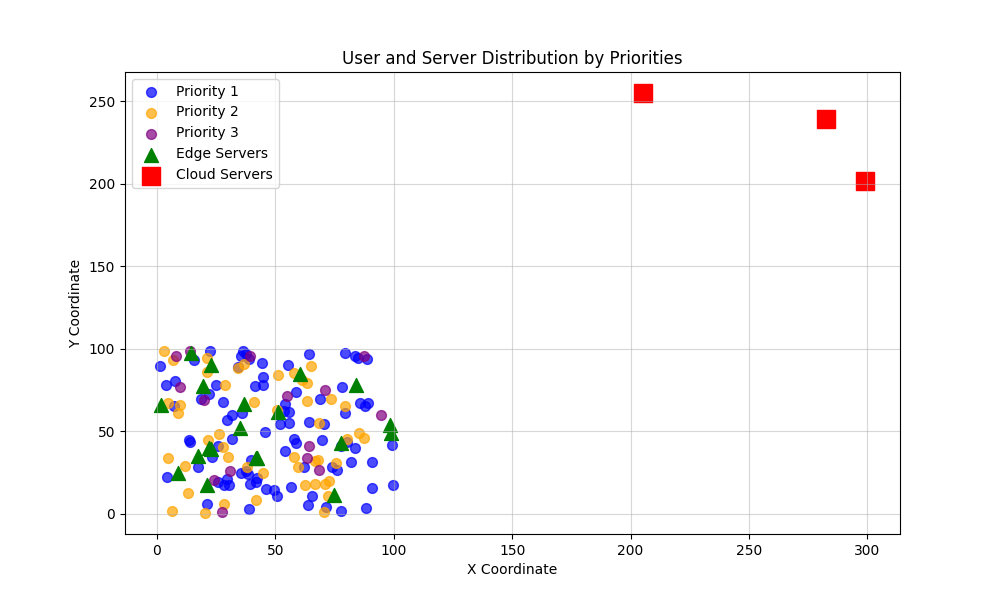 User and Server Distribution by Priorities
Priority 1
Priority 2
Priority 3
Edge Servers
Cloud Servers
250
200
150
100
50
0
Y Coordinate
0 50 100 150 200 250 300
X Coordinate